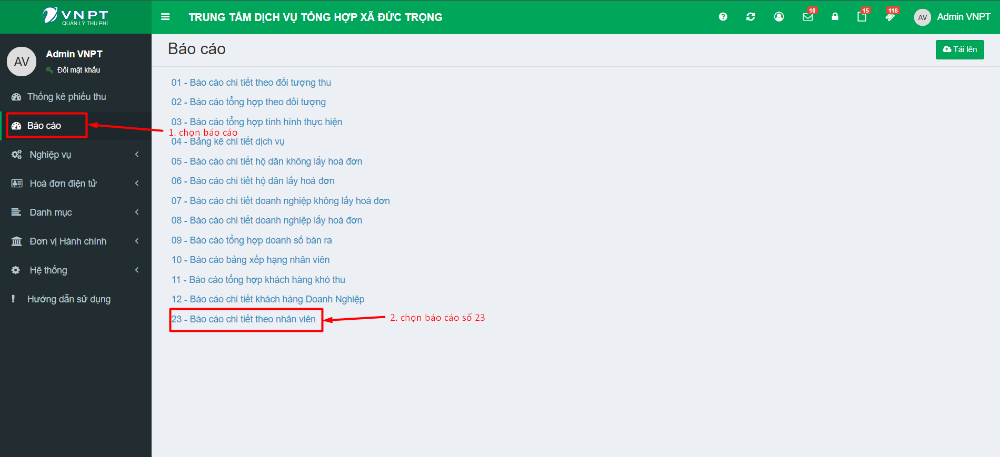 VNPT
QUẢN LÝ THU PHÍ
TRUNG TÂM DỊCH VỤ TỔNG HỢP XÃ ĐỨC TRỌNG
10
15
116
AV
Admin VNPT
AV
Admin VNPT
Đổi mật khẩu
Thống kê phiếu thu
Báo cáo
Nghiệp vụ
Hoá đơn điện tử
Danh mục
Đơn vị Hành chính
Hệ thống
Hướng dẫn sử dụng
Báo cáo
Tải lên
01 - Báo cáo chi tiết theo đối tượng thu
02 - Báo cáo tổng hợp theo đối tượng
03 - Báo cáo tổng hợp tình hình thực hiện
1. chọn báo cáo
04 - Bảng kê chi tiết dịch vụ
05 - Báo cáo chi tiết hộ dân không lấy hoá đơn
06 - Báo cáo chi tiết hộ dân lấy hoá đơn
07 - Báo cáo chi tiết doanh nghiệp không lấy hoá đơn
08 - Báo cáo chi tiết doanh nghiệp lấy hoá đơn
09 - Báo cáo tổng hợp doanh số bán ra
10 - Báo cáo bảng xếp hạng nhân viên
11 - Báo cáo tổng hợp khách hàng khó thu
12 - Báo cáo chi tiết khách hàng Doanh Nghiệp
23 - Báo cáo chi tiết theo nhân viên
2. chọn báo cáo số 23